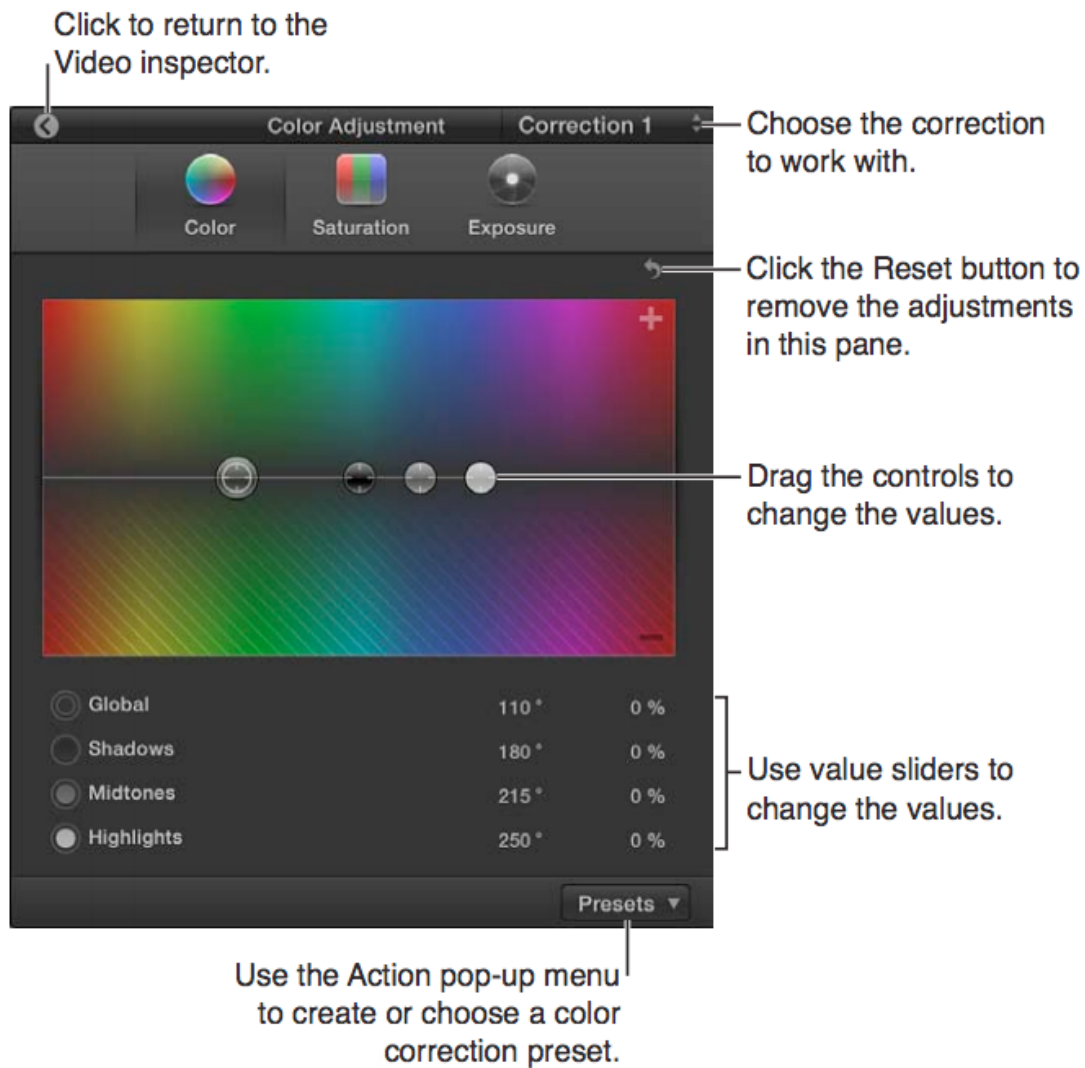 Click to return to the
Video inspector.
Color Adjustment
Correction 1
Choose the correction
to work with.
Color
Saturation
Exposure
Click the Reset button to
remove the adjustments
in this pane.
Drag the controls to
change the values.
Global 110° 0 %
Shadows 180° 0 %
Midtones 215° 0 %
Highlights 250° 0 %
Use value sliders to
change the values.
Presets
Use the Action pop-up menu
to create or choose a color
correction preset.